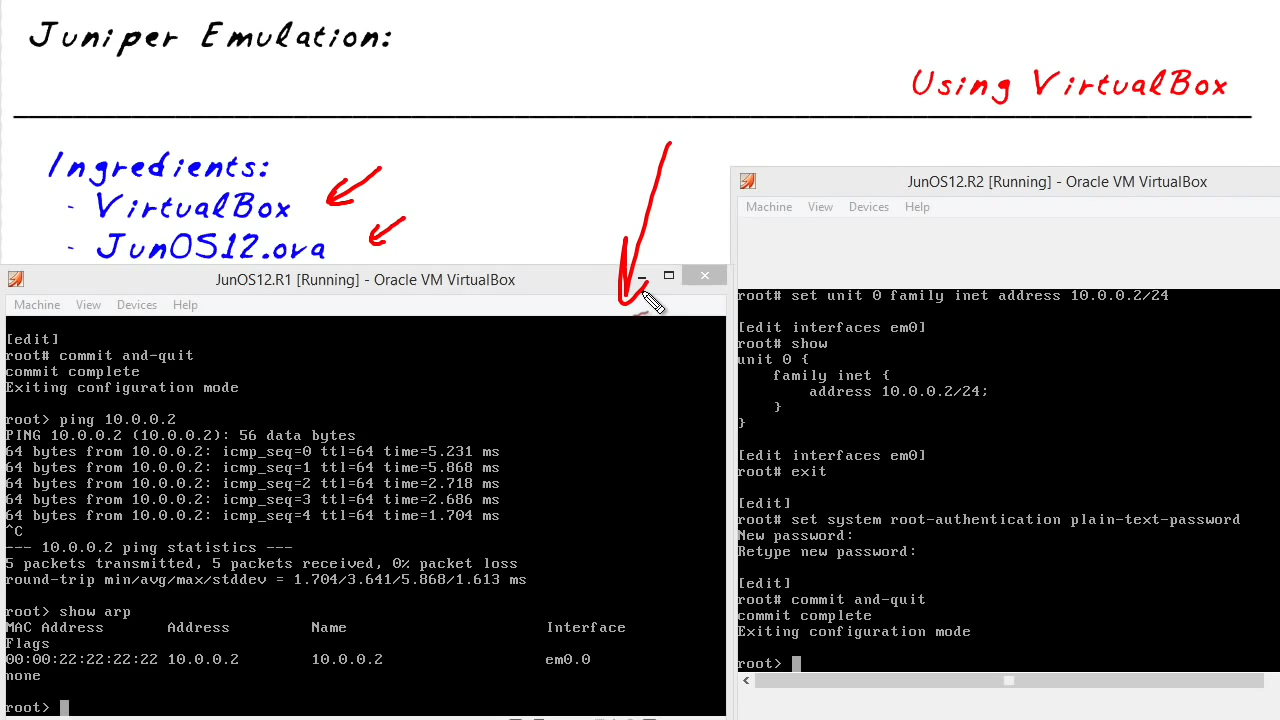 Juniper Emulation:
Using VirtualBox
Ingredients:
- VirtualBox
- JunOS12.ova
JunOS12.R1 [Running] - Oracle VM VirtualBox
Machine View Devices Help
[edit]
root# commit and-quit
commit complete
Exiting configuration mode
root> ping 10.0.0.2
PING 10.0.0.2 (10.0.0.2): 56 data bytes
64 bytes from 10.0.0.2: icmp_seq=0 ttl=64 time=5.231 ms
64 bytes from 10.0.0.2: icmp_seq=1 ttl=64 time=5.868 ms
64 bytes from 10.0.0.2: icmp_seq=2 ttl=64 time=2.718 ms
64 bytes from 10.0.0.2: icmp_seq=3 ttl=64 time=2.686 ms
64 bytes from 10.0.0.2: icmp_seq=4 ttl=64 time=1.704 ms
^C
--- 10.0.0.2 ping statistics ---
5 packets transmitted, 5 packets received, 0% packet loss
round-trip min/avg/max/stddev = 1.704/3.641/5.868/1.613 ms
root> show arp
MAC Address Address Name Interface
Flags
00:00:22:22:22:22 10.0.0.2 10.0.0.2 em0.0
none
root>
JunOS12.R2 [Running] - Oracle VM VirtualBox
Machine View Devices Help
root# set unit 0 family inet address 10.0.0.2/24
[edit interfaces em0]
root# show
unit 0 {
family inet {
address 10.0.0.2/24;
}
}
[edit interfaces em0]
root# exit
[edit]
root# set system root-authentication plain-text-password
New password:
Retype new password:
[edit]
root# commit and-quit
commit complete
Exiting configuration mode
root>